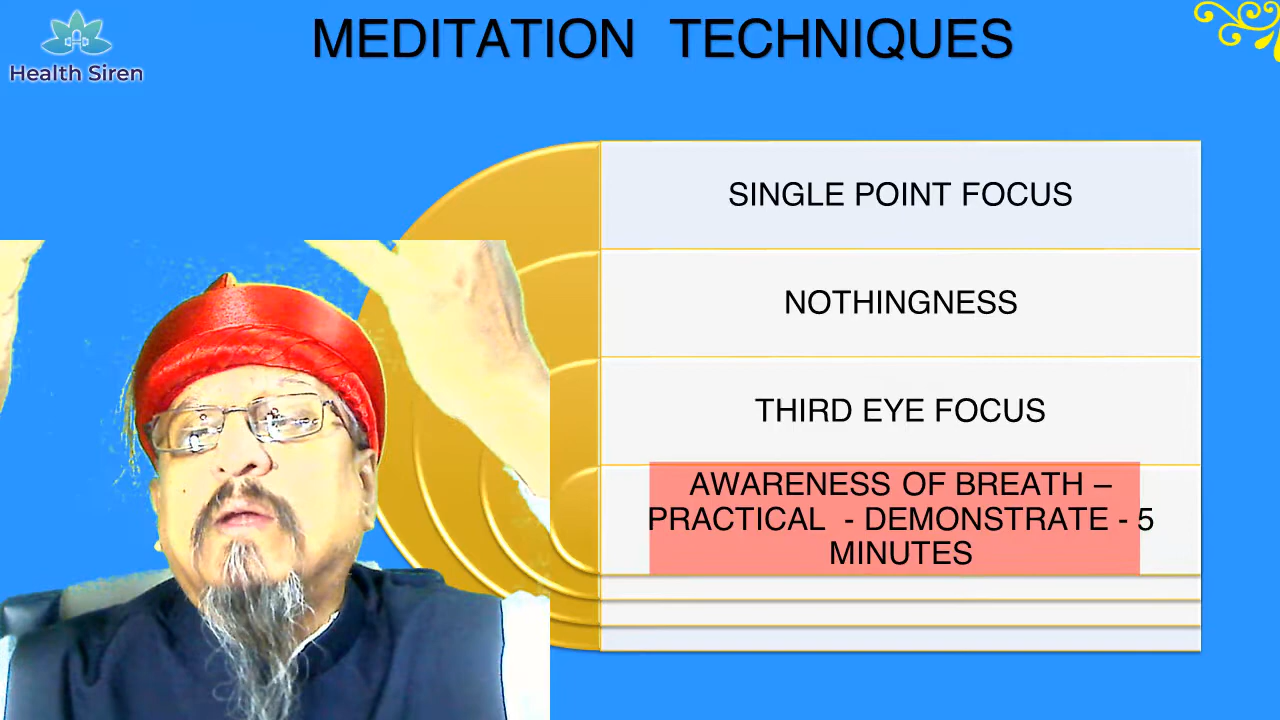 Health Siren
MEDITATION TECHNIQUES
SINGLE POINT FOCUS
NOTHINGNESS
THIRD EYE FOCUS
AWARENESS OF BREATH –
PRACTICAL - DEMONSTRATE - 5
MINUTES